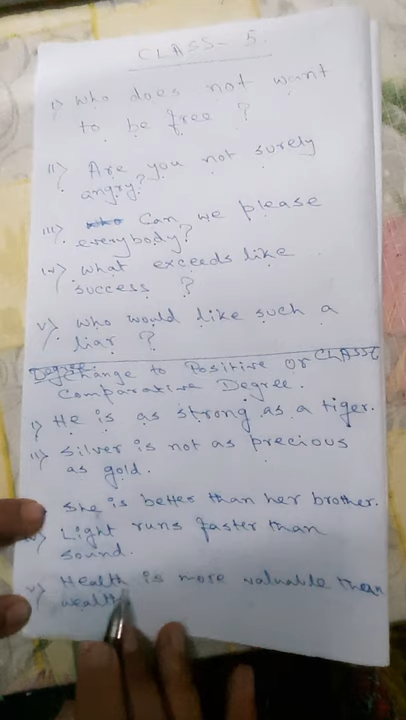 CLASS - 5.
i) Who does not want
to be free ?
ii) Are you not surely
angry?
iii) Can we please
everybody?
iv) What exceeds like
success ?
v) Who would like such a
liar ?
Degree Change to Positive or CLASS 6
Comparative Degree.
i) He is as strong as a tiger.
ii) Silver is not as precious
as gold.
She is better than her brother.
Light runs faster than
sound.
v) Health is more valuable than
wealth